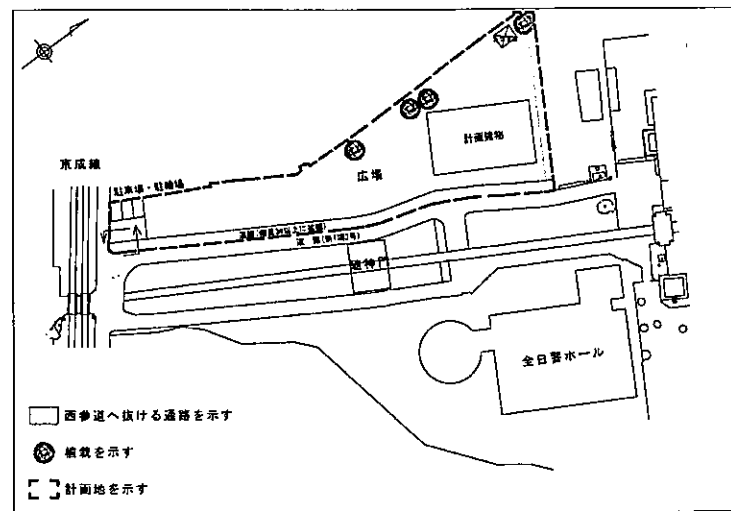 京成線
駐車場・駐輪場
広場
計画建物
随神門
全日警ホール
西参道へ抜ける通路を示す
植栽を示す
計画地を示す